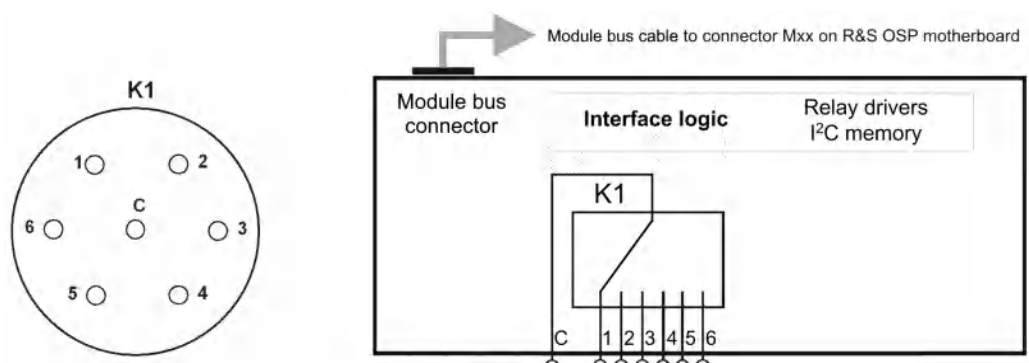 Module bus cable to connector Mxx on R&S OSP motherboard
K1
1
2
C
6
3
5
4
Module bus
connector
Interface logic
Relay drivers
I²C memory
K1
C 1 2 3 4 5 6